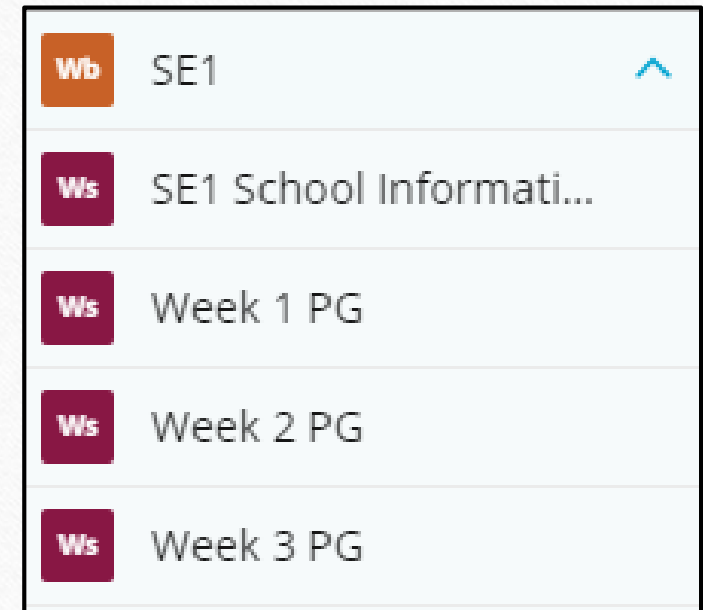 Wb SE1
Ws SE1 School Informati...
Ws Week 1 PG
Ws Week 2 PG
Ws Week 3 PG